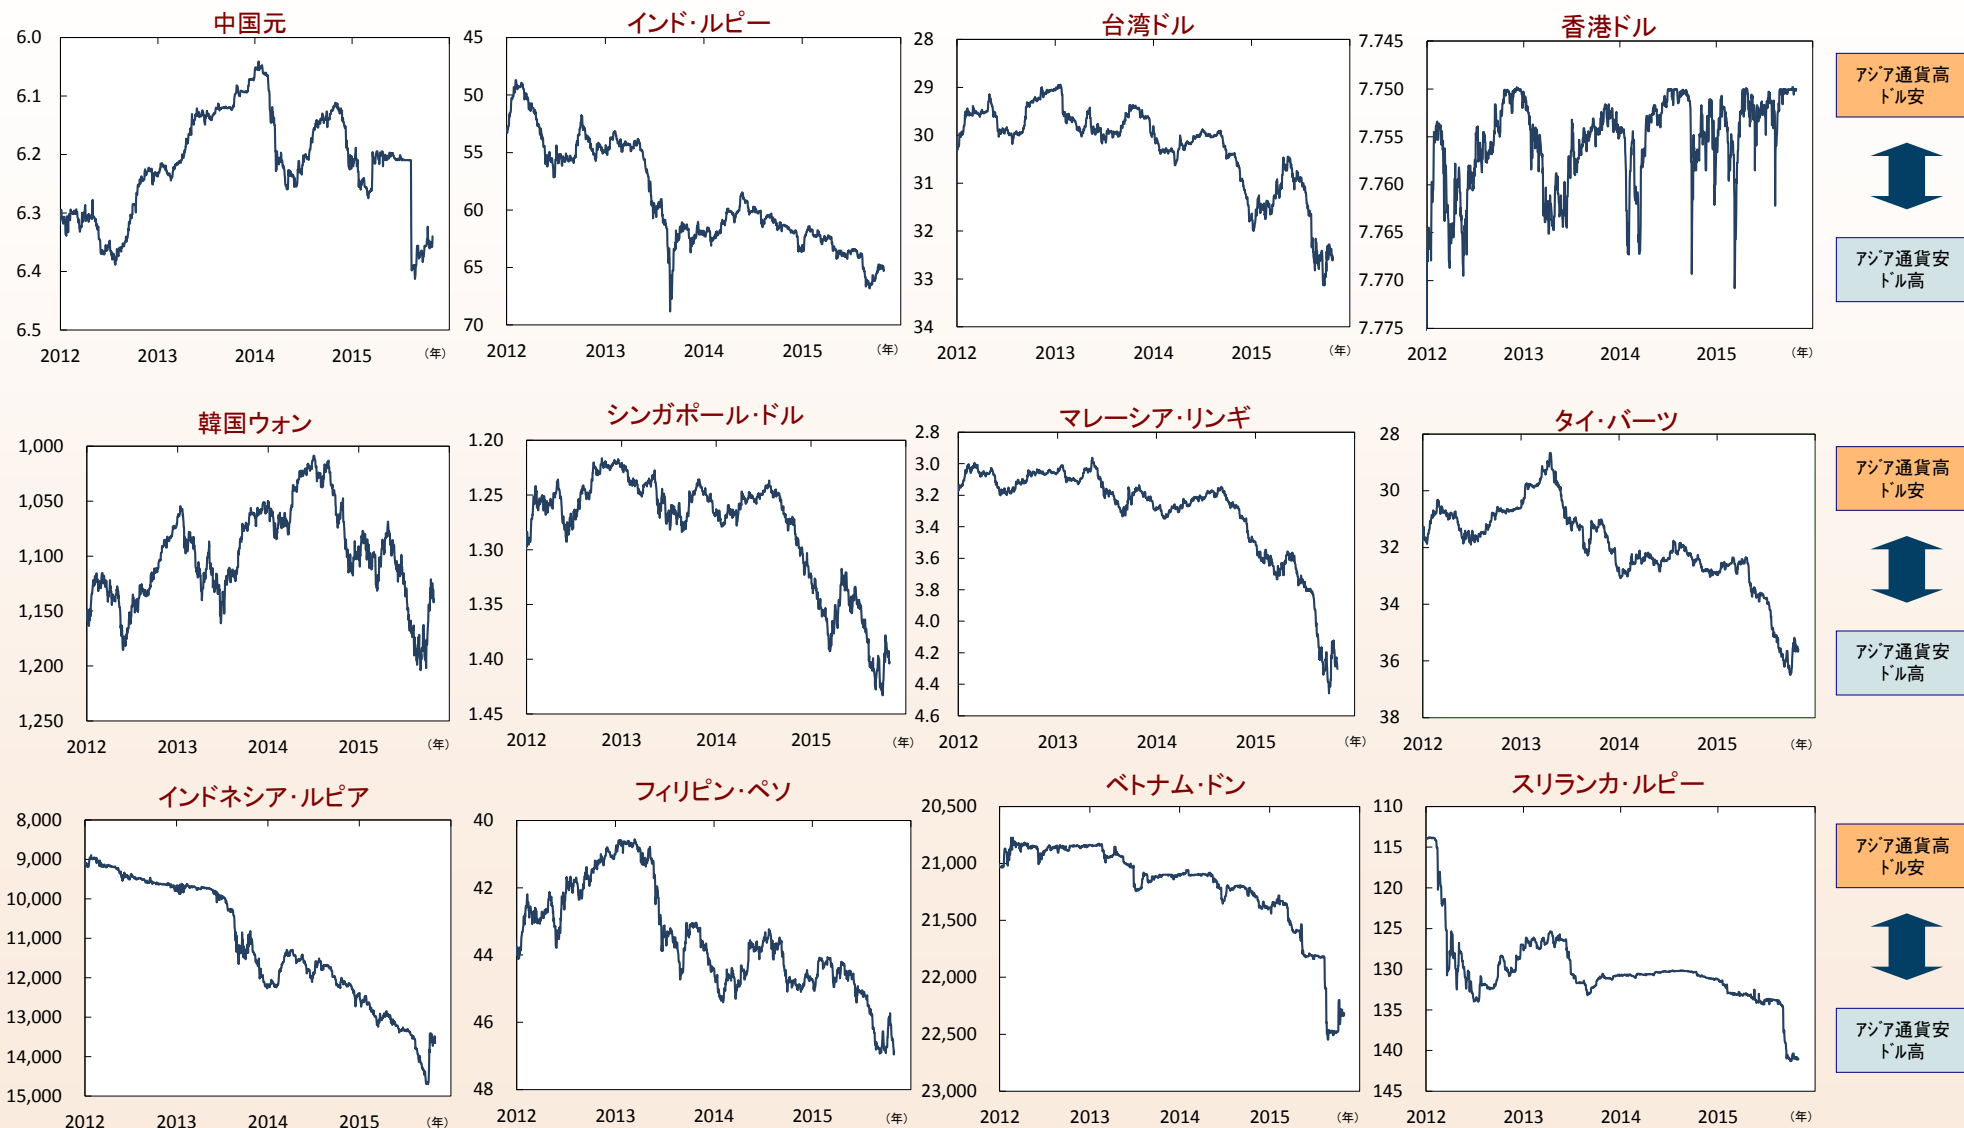 中国元
インド・ルピー
台湾ドル
香港ドル
6.0
6.1
6.2
6.3
6.4
6.5
2012 2013 2014 2015 (年)
45
50
55
60
65
70
2012 2013 2014 2015 (年)
28
29
30
31
32
33
34
2012 2013 2014 2015 (年)
7.745
7.750
7.755
7.760
7.765
7.770
7.775
2012 2013 2014 2015 (年)
アジア通貨高
ドル安
アジア通貨安
ドル高
韓国ウォン
シンガポール・ドル
マレーシア・リンギ
タイ・バーツ
1,000
1,050
1,100
1,150
1,200
1,250
2012 2013 2014 2015 (年)
1.20
1.25
1.30
1.35
1.40
1.45
2012 2013 2014 2015 (年)
2.8
3.0
3.2
3.4
3.6
3.8
4.0
4.2
4.4
4.6
2012 2013 2014 2015 (年)
28
30
32
34
36
38
2012 2013 2014 2015 (年)
アジア通貨高
ドル安
アジア通貨安
ドル高
インドネシア・ルピア
フィリピン・ペソ
ベトナム・ドン
スリランカ・ルピー
8,000
9,000
10,000
11,000
12,000
13,000
14,000
15,000
2012 2013 2014 2015 (年)
40
42
44
46
48
2012 2013 2014 2015 (年)
20,500
21,000
21,500
22,000
22,500
23,000
2012 2013 2014 2015 (年)
110
115
120
125
130
135
140
145
2012 2013 2014 2015 (年)
アジア通貨高
ドル安
アジア通貨安
ドル高